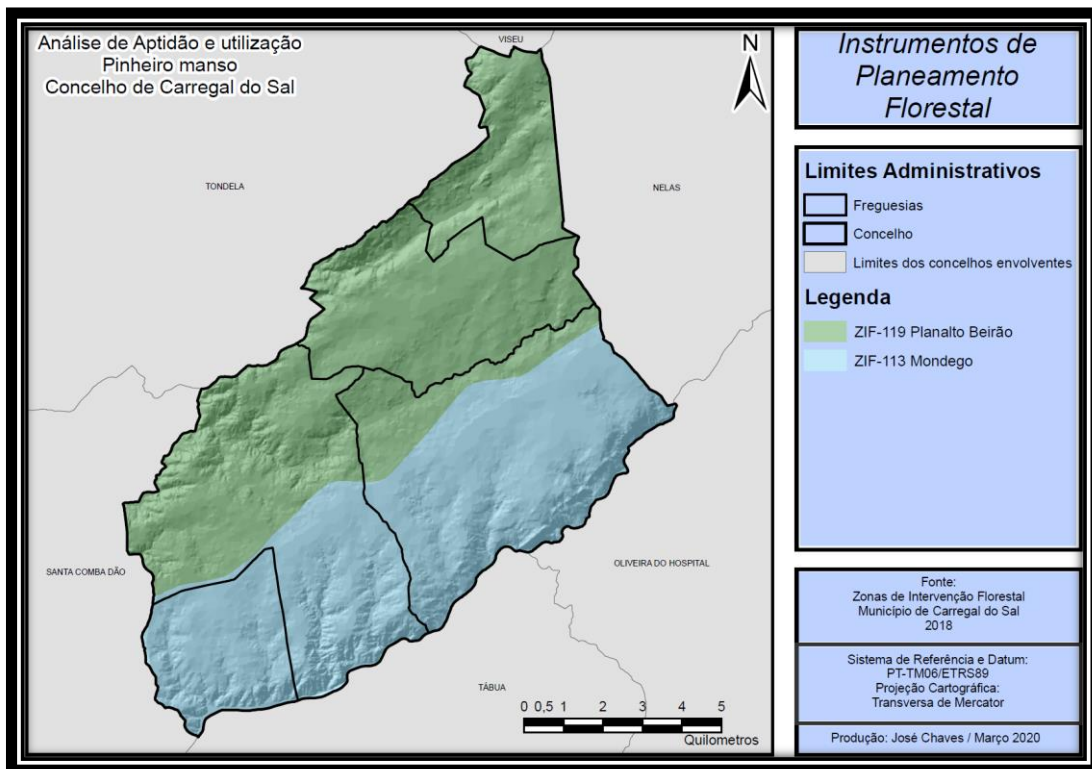 Análise de Aptidão e utilização
Pinheiro manso
Concelho de Carregal do Sal
VISEU
N
TONDELA
NELAS
SANTA COMBA DÃO
OLIVEIRA DO HOSPITAL
TÁBUA
0 0,5 1 2 3 4 5
Quilometros
Instrumentos de
Planeamento
Florestal
Limites Administrativos
Freguesias
Concelho
Limites dos concelhos envolventes
Legenda
ZIF-119 Planalto Beirão
ZIF-113 Mondego
Fonte:
Zonas de Intervenção Florestal
Município de Carregal do Sal
2018
Sistema de Referência e Datum:
PT-TM06/ETRS89
Projeção Cartográfica:
Transversa de Mercator
Produção: José Chaves / Março 2020